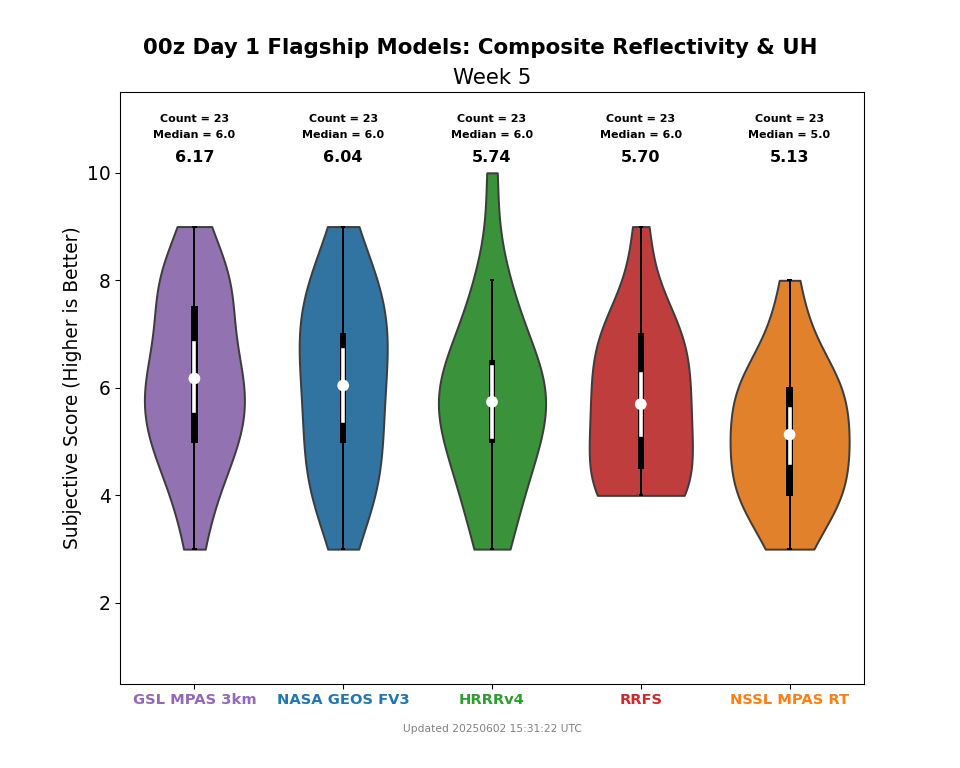 00z Day 1 Flagship Models: Composite Reflectivity & UH
Week 5
Count = 23 Count = 23 Count = 23 Count = 23 Count = 23
Median = 6.0 Median = 6.0 Median = 6.0 Median = 6.0 Median = 5.0
6.17 6.04 5.74 5.70 5.13
Subjective Score (Higher is Better)
10
8
6
4
2
GSL MPAS 3km NASA GEOS FV3 HRRRv4 RRFS NSSL MPAS RT
Updated 20250602 15:31:22 UTC